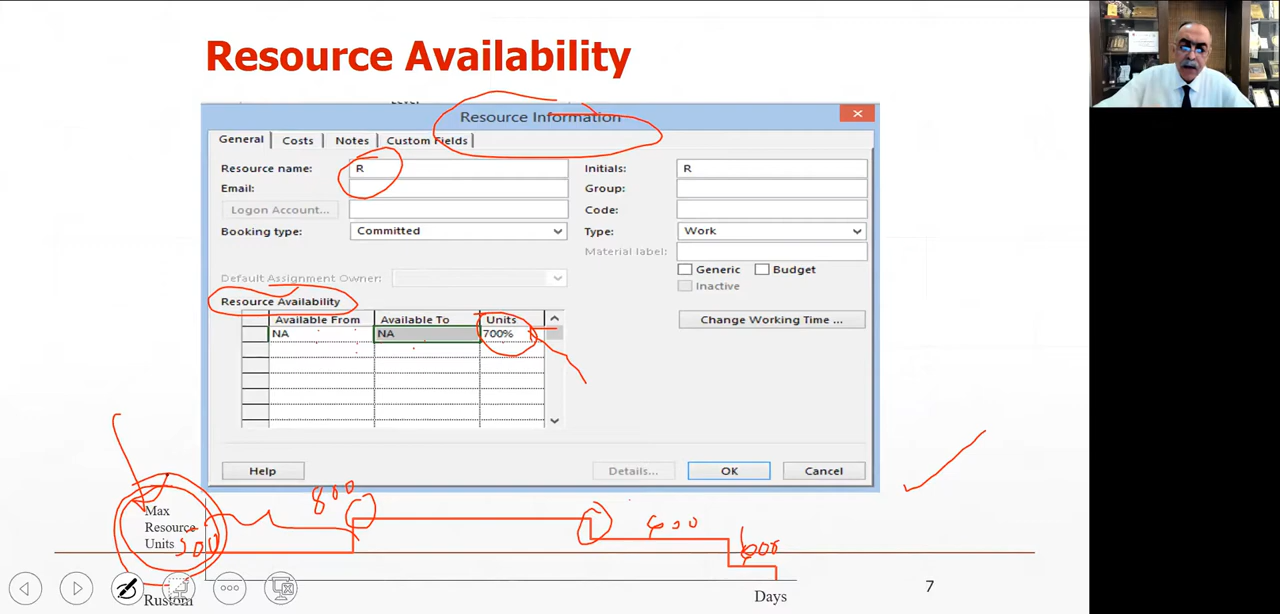 Resource Availability
Resource Information
General Costs Notes Custom Fields
Resource name: R Initials: R
Email: Group:
Logon Account... Code:
Booking type: Committed Type: Work
Material label:
Generic Budget
Default Assignment Owner: Inactive
Resource Availability
Available From Available To Units Change Working Time ...
NA NA 700%
Help Details... OK Cancel
800
Max
Resource
Units
600
7
Rustom Days